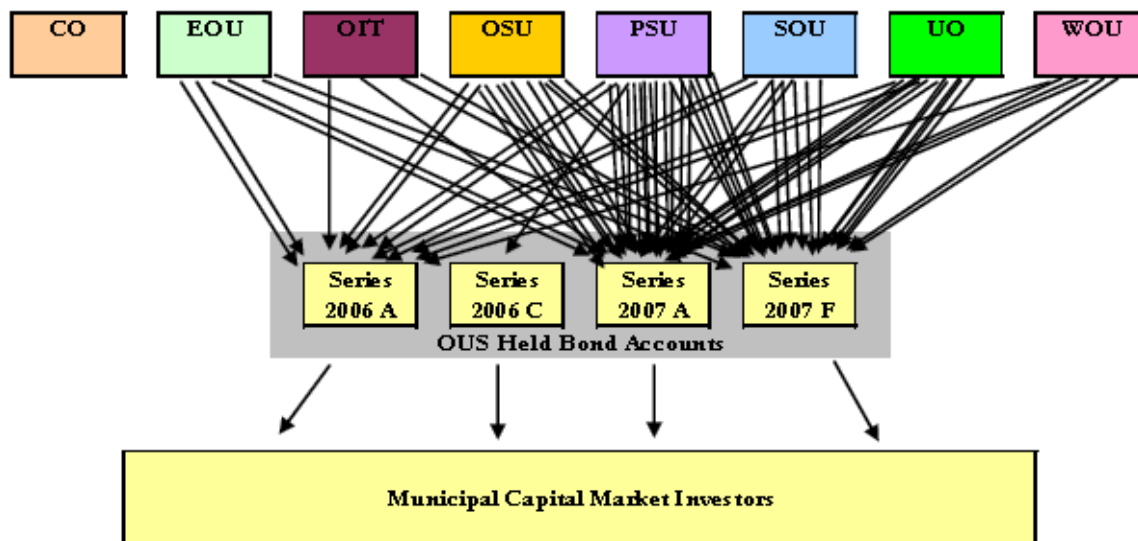 CO EOU OIT OSU PSU SOU UO WOU
Series Series Series Series
2006 A 2006 C 2007 A 2007 F
OUS Held Bond Accounts
Municipal Capital Market Investors